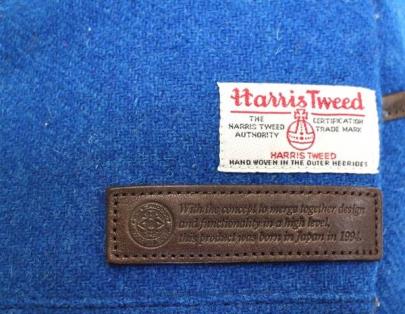 Harris Tweed
THE HARRIS TWEED AUTHORITY
CERTIFICATION TRADE MARK
HARRIS TWEED
HAND WOVEN IN THE OUTER HEBRIDES
With the concept to merge together design
and functionality in a high level,
this product was born in Japan in 1994.